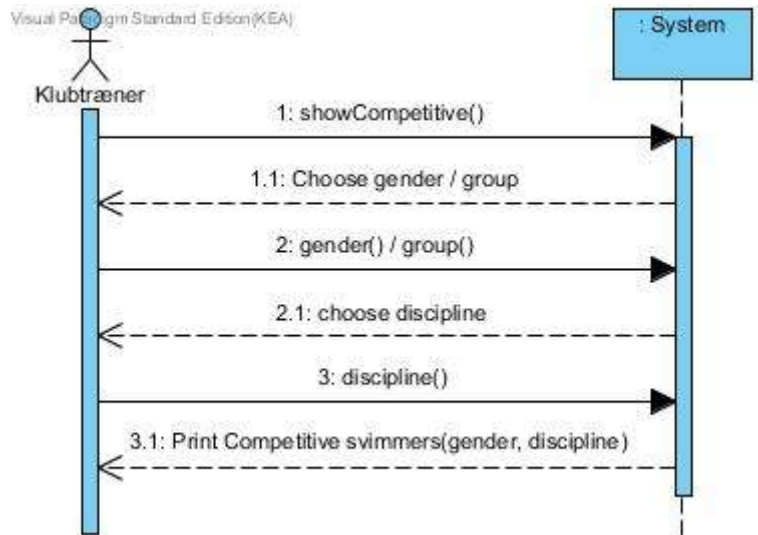 Visual Paradigm Standard Edition(KEA)
: System
Klubtræner
1: showCompetitive()
1.1: Choose gender / group
2: gender() / group()
2.1: choose discipline
3: discipline()
3.1: Print Competitive svimmers(gender, discipline)